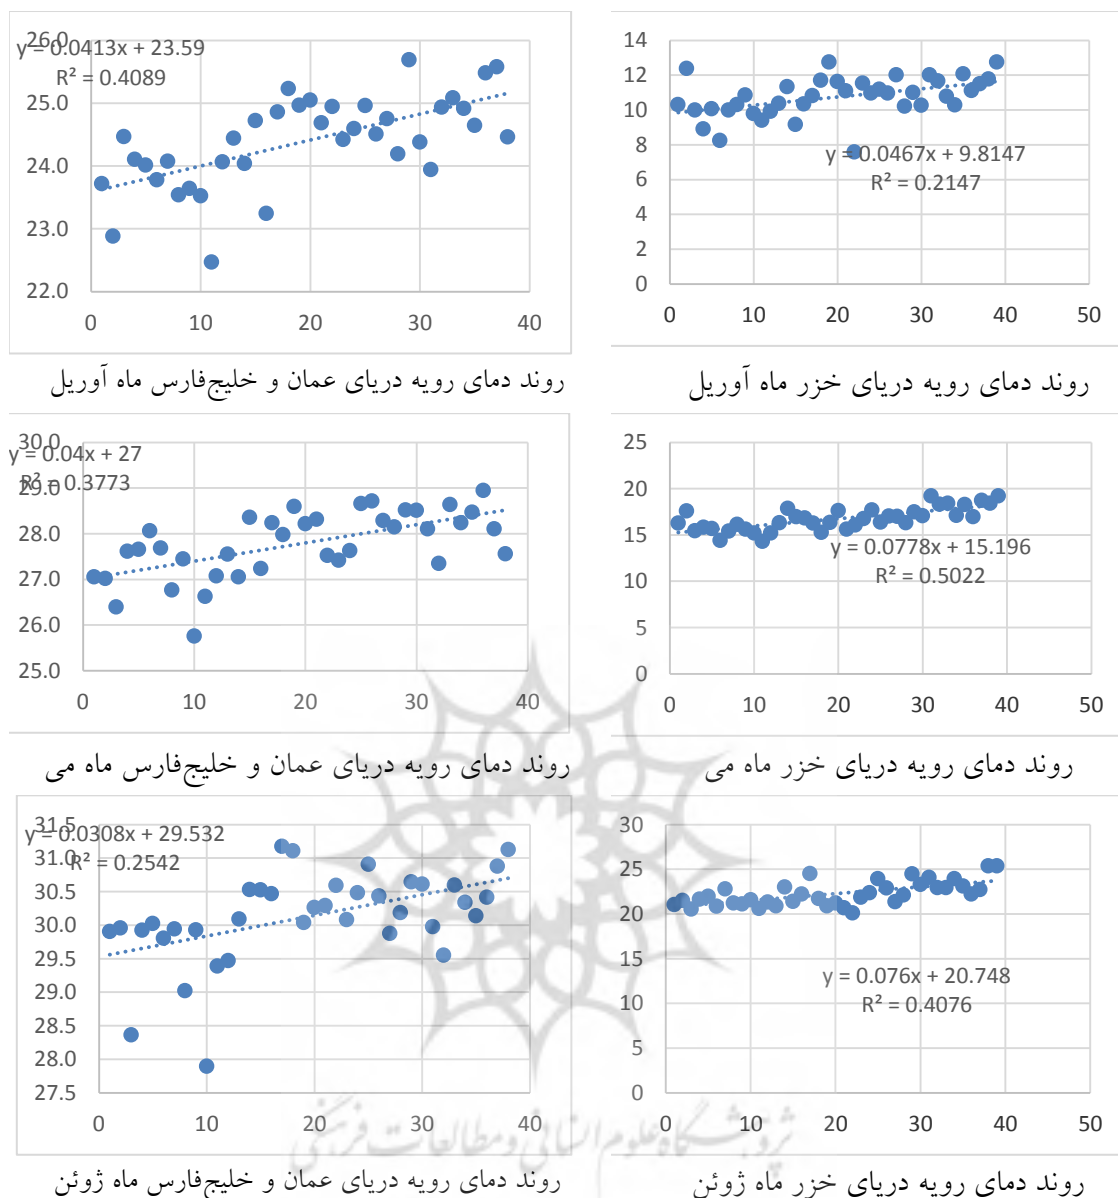 y = 0.0413x + 23.59
R² = 0.4089
26.0
25.0
24.0
23.0
22.0
0 10 20 30 40
روند دمای رویه دریای عمان و خلیج‌فارس ماه آوریل
y = 0.0467x + 9.8147
R² = 0.2147
14
12
10
8
6
4
2
0
0 10 20 30 40 50
روند دمای رویه دریای خزر ماه آوریل
y = 0.04x + 27
R² = 0.3773
30.0
29.0
28.0
27.0
26.0
25.0
0 10 20 30 40
روند دمای رویه دریای عمان و خلیج‌فارس ماه می
y = 0.0778x + 15.196
R² = 0.5022
25
20
15
10
5
0
0 10 20 30 40 50
روند دمای رویه دریای خزر ماه می
y = 0.0308x + 29.532
R² = 0.2542
31.5
31.0
30.5
30.0
29.5
29.0
28.5
28.0
27.5
0 10 20 30 40
روند دمای رویه دریای عمان و خلیج‌فارس ماه ژوئن
y = 0.076x + 20.748
R² = 0.4076
30
25
20
15
10
5
0
0 10 20 30 40 50
روند دمای رویه دریای خزر ماه ژوئن
پژوهشگاه علوم انسانی و مطالعات فرهنگی